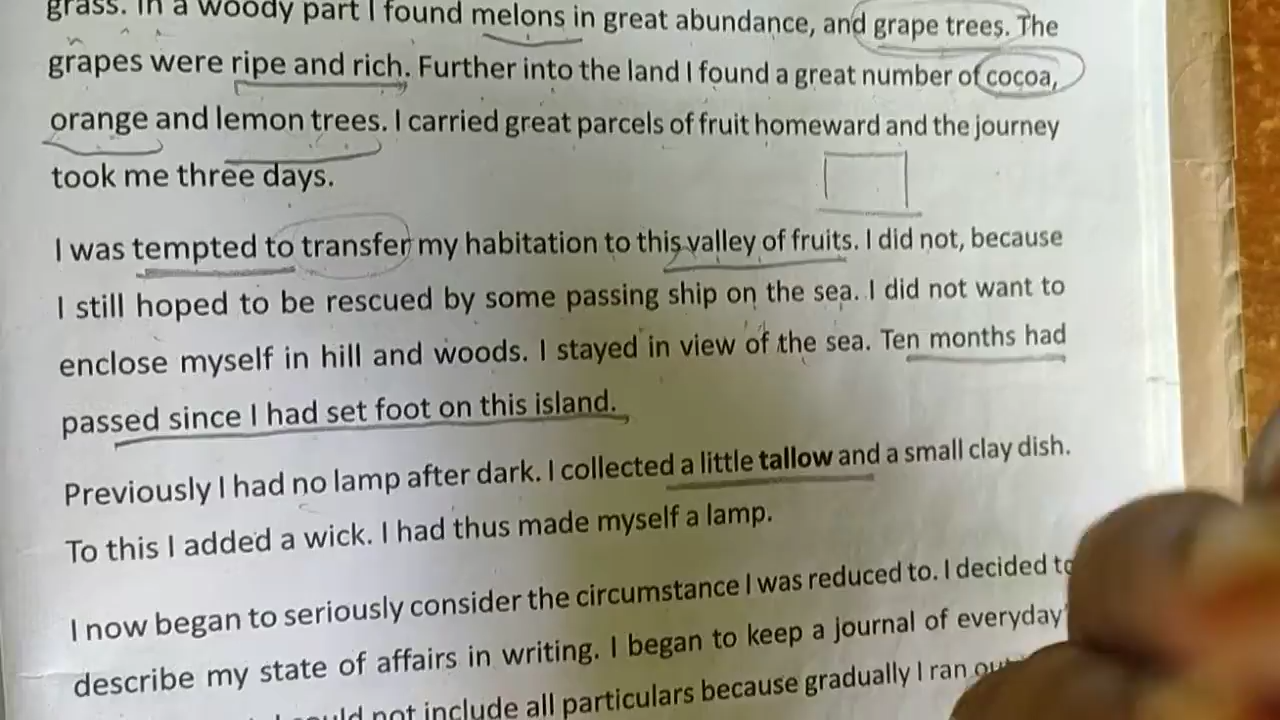 grass. In a woody part I found melons in great abundance, and grape trees. The
grapes were ripe and rich. Further into the land I found a great number of cocoa,
orange and lemon trees. I carried great parcels of fruit homeward and the journey
took me three days.
I was tempted to transfer my habitation to this valley of fruits. I did not, because
I still hoped to be rescued by some passing ship on the sea. I did not want to
enclose myself in hill and woods. I stayed in view of the sea. Ten months had
passed since I had set foot on this island.
Previously I had no lamp after dark. I collected a little tallow and a small clay dish.
To this I added a wick. I had thus made myself a lamp.
I now began to seriously consider the circumstance I was reduced to. I decided to
describe my state of affairs in writing. I began to keep a journal of everyday'
not include all particulars because gradually I ran